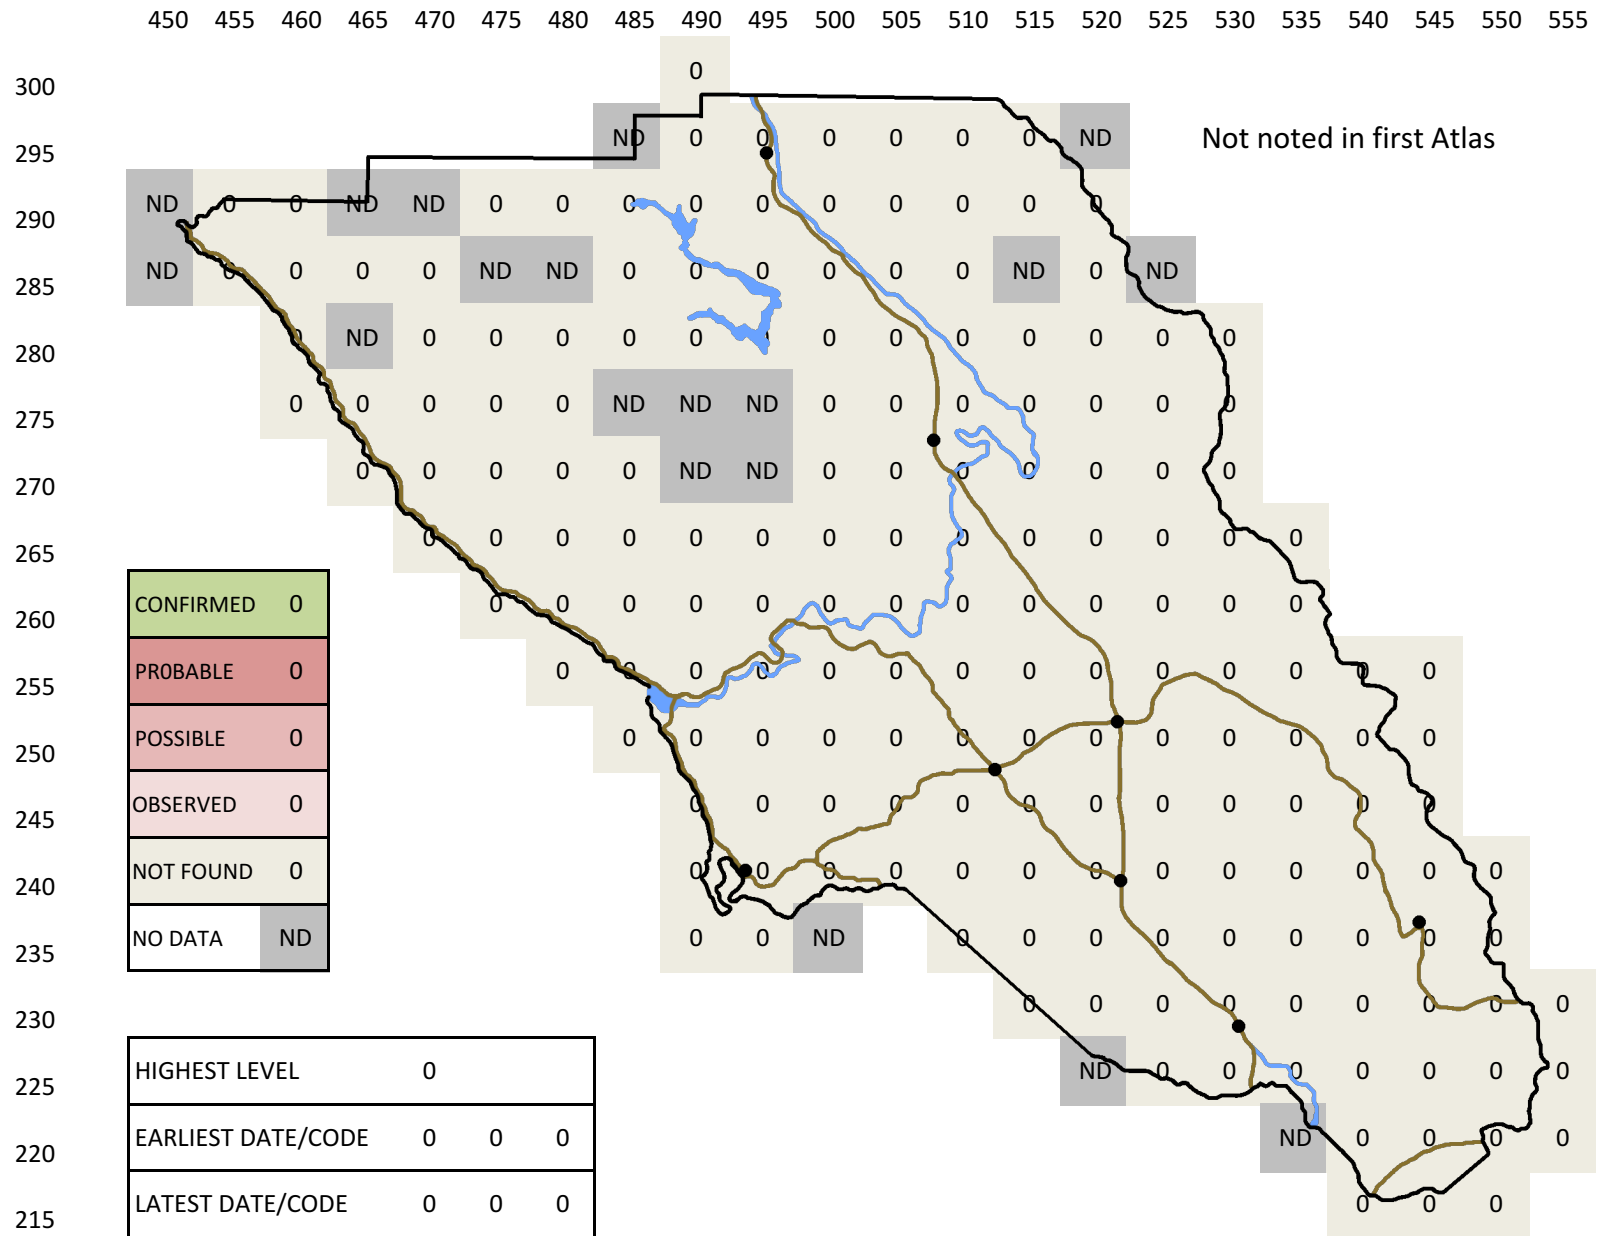 450 455 460 465 470 475 480 485 490 495 500 505 510 515 520 525 530 535 540 545 550 555
0
300
ND 0 0 0 0 0 0 ND Not noted in first Atlas
295
ND 0 0 ND ND 0 0 0 0 0 0 0 0 0 0
290
ND 0 0 0 0 ND ND 0 0 0 0 0 0 ND 0 ND
285
0 ND 0 0 0 0 0 0 0 0 0 0 0 0 0
280
0 0 0 0 0 ND ND ND 0 0 0 0 0 0 0
275
0 0 0 0 0 ND ND 0 0 0 0 0 0 0
270
0 0 0 0 0 0 0 0 0 0 0 0 0 0
265
CONFIRMED 0 0 0 0 0 0 0 0 0 0 0 0 0 0
260
PR0BABLE 0 0 0 0 0 0 0 0 0 0 0 0 0 0 0
255
POSSIBLE 0 0 0 0 0 0 0 0 0 0 0 0 0 0
250
OBSERVED 0 0 0 0 0 0 0 0 0 0 0 0 0
245
NOT FOUND 0 0 0 0 0 0 0 0 0 0 0 0 0 0
240
NO DATA ND 0 0 ND 0 0 0 0 0 0 0 0 0
235
0 0 0 0 0 0 0 0 0
230
HIGHEST LEVEL 0 ND 0 0 0 0 0 0 0
225
EARLIEST DATE/CODE 0 0 0 ND 0 0 0 0
220
LATEST DATE/CODE 0 0 0 0 0 0
215